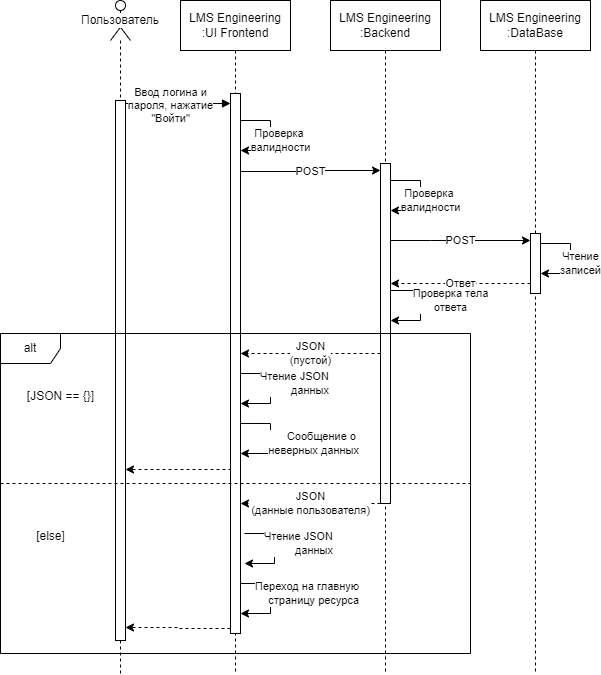 Пользователь
LMS Engineering
:UI Frontend
LMS Engineering
:Backend
LMS Engineering
:DataBase
Ввод логина и
пароля, нажатие
"Войти"
Проверка
валидности
POST
Проверка
валидности
POST
Чтение
записей
Ответ
Проверка тела
ответа
alt
JSON
(пустой)
Чтение JSON
данных
[JSON == {}]
Сообщение о
неверных данных
JSON
(данные пользователя)
[else]
Чтение JSON
данных
Переход на главную
страницу ресурса